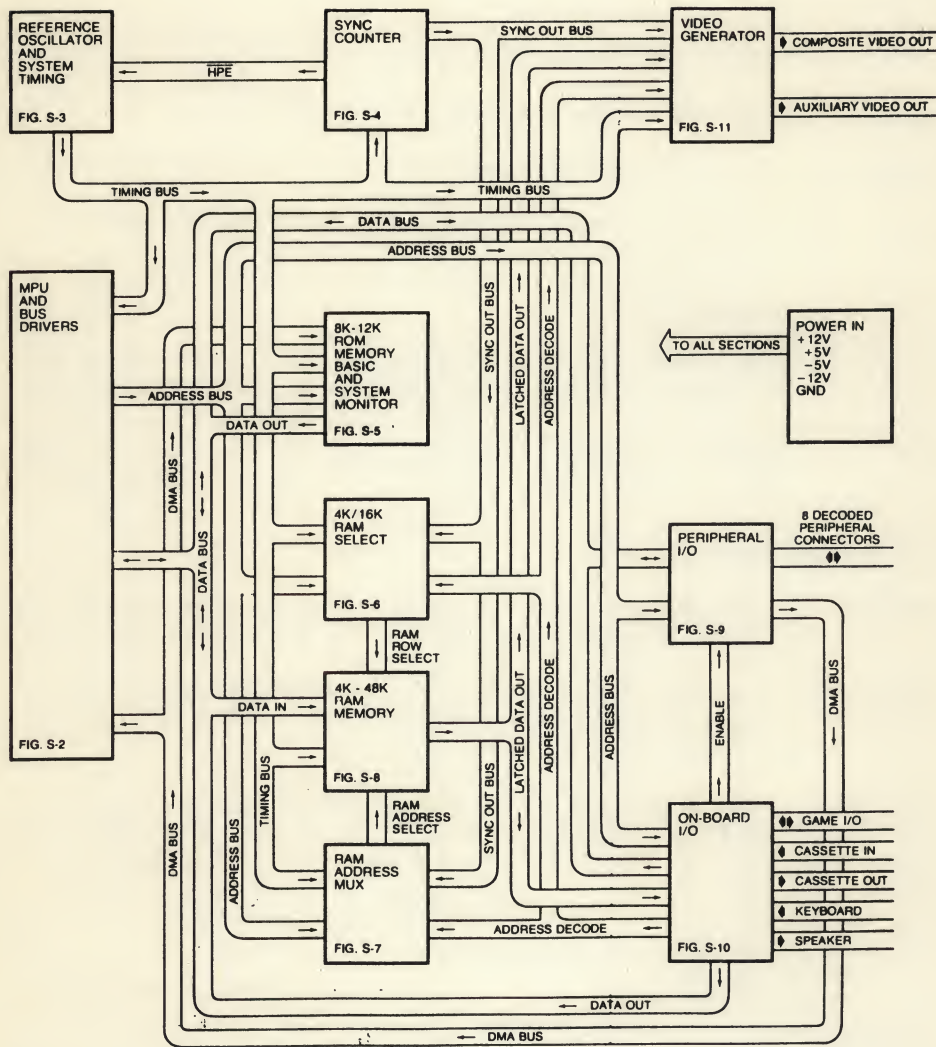 REFERENCE
OSCILLATOR
AND
SYSTEM
TIMING
FIG. S-3
HPE
SYNC
COUNTER
FIG. S-4
SYNC OUT BUS
VIDEO
GENERATOR
FIG. S-11
COMPOSITE VIDEO OUT
AUXILIARY VIDEO OUT
TIMING BUS
TIMING BUS
DATA BUS
ADDRESS BUS
MPU
AND
BUS
DRIVERS
FIG. S-2
8K-12K
ROM
MEMORY
BASIC
AND
SYSTEM
MONITOR
FIG. S-5
ADDRESS BUS
DATA OUT
DMA BUS
DATA BUS
SYNC OUT BUS
LATCHED DATA OUT
ADDRESS DECODE
TO ALL SECTIONS
POWER IN
+12V
+5V
-5V
-12V
GND
4K/16K
RAM
SELECT
FIG. S-6
RAM
ROW
SELECT
PERIPHERAL
I/O
FIG. S-9
8 DECODED
PERIPHERAL
CONNECTORS
4K - 48K
RAM
MEMORY
FIG. S-8
DATA IN
TIMING BUS
RAM
ADDRESS
SELECT
SYNC OUT BUS
LATCHED DATA OUT
ADDRESS DECODE
ADDRESS BUS
ENABLE
DMA BUS
DMA BUS
ADDRESS BUS
RAM
ADDRESS
MUX
FIG. S-7
ADDRESS DECODE
ON-BOARD
I/O
FIG. S-10
GAME I/O
CASSETTE IN
CASSETTE OUT
KEYBOARD
SPEAKER
DATA OUT
DMA BUS